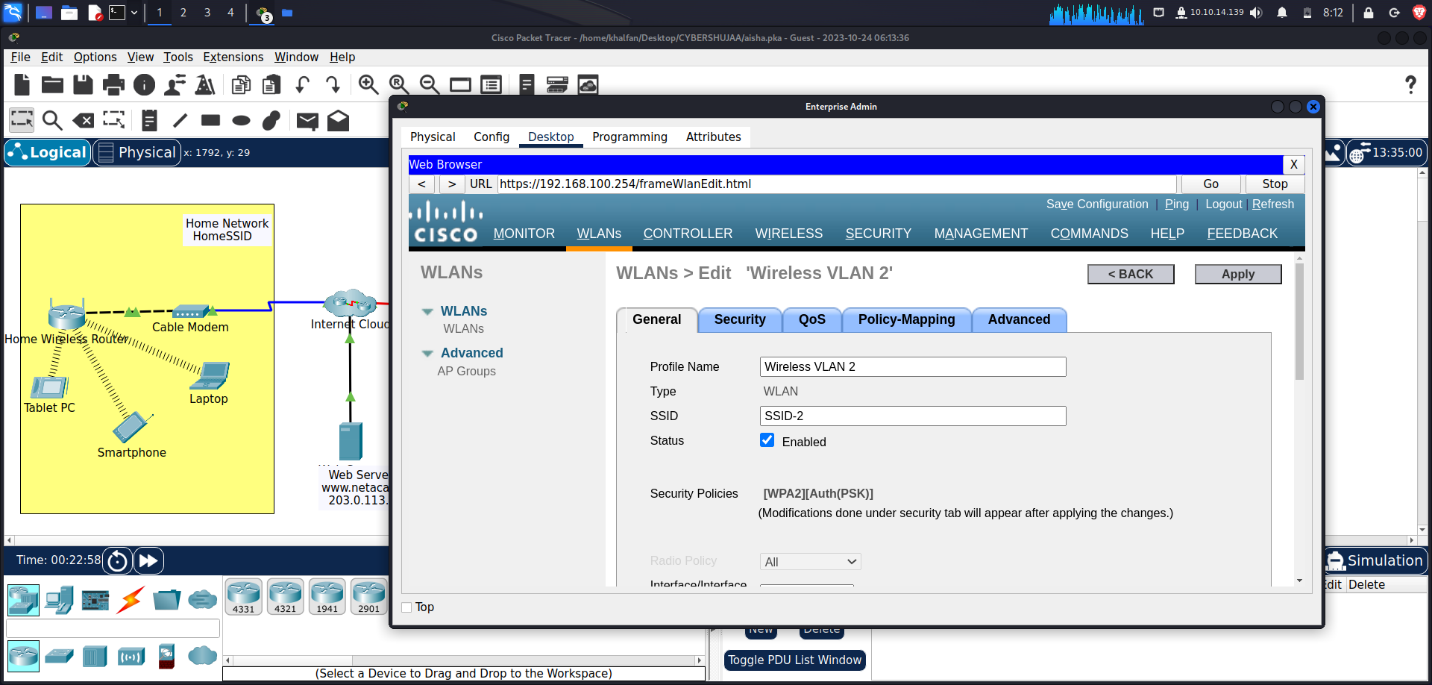 1 2 3 4 3 10.10.14.139 8:12
Cisco Packet Tracer - /home/khalfan/Desktop/CYBERSHUJAA/aisha.pka - Guest - 2023-10-24 06:13:36
File Edit Options View Tools Extensions Window Help
Logical Physical x: 1792, y: 29
13:35:00
Home Network
HomeSSID
Cable Modem
Internet Cloud
Home Wireless Router
Tablet PC
Laptop
Smartphone
Web Serve
www.netaca
203.0.113.
Enterprise Admin
Physical Config Desktop Programming Attributes
Web Browser X
< > URL https://192.168.100.254/frameWlanEdit.html Go Stop
Save Configuration | Ping | Logout | Refresh
CISCO MONITOR WLANs CONTROLLER WIRELESS SECURITY MANAGEMENT COMMANDS HELP FEEDBACK
WLANs
WLANs
WLANs
Advanced
AP Groups
WLANs > Edit 'Wireless VLAN 2' < BACK Apply
General Security QoS Policy-Mapping Advanced
Profile Name Wireless VLAN 2
Type WLAN
SSID SSID-2
Status Enabled
Security Policies [WPA2][Auth(PSK)]
(Modifications done under security tab will appear after applying the changes.)
Radio Policy All
Interface/Interface
Top
Time: 00:22:58
Simulation
4331 4321 1941 2901
Edit Delete
New Delete
Toggle PDU List Window
(Select a Device to Drag and Drop to the Workspace)